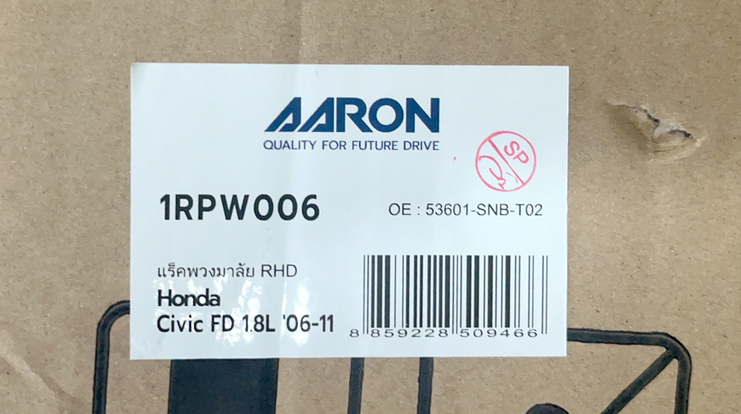 AARON
QUALITY FOR FUTURE DRIVE
SP
1RPW006
OE : 53601-SNB-T02
แร็คพวงมาลัย RHD
Honda
Civic FD 1.8L '06-11
8 859228 509466